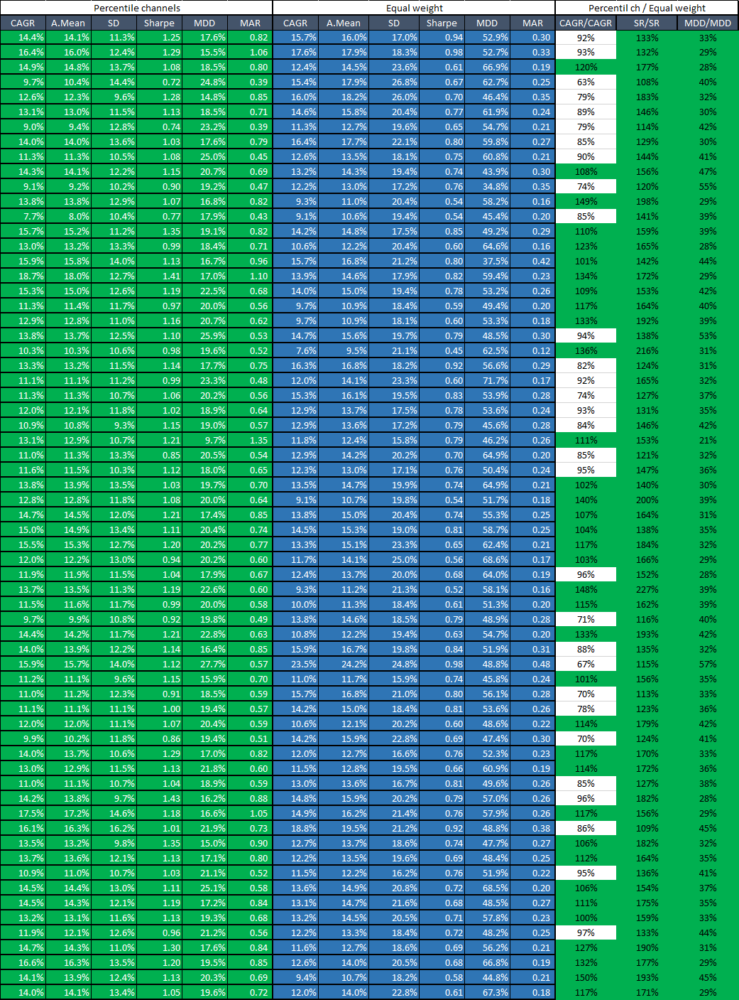 Percentile channels Equal weight Percentil ch / Equal weight
CAGR A.Mean SD Sharpe MDD MAR CAGR A.Mean SD Sharpe MDD MAR CAGR/CAGR SR/SR MDD/MDD
14.4% 14.1% 11.3% 1.25 17.6% 0.82 15.7% 16.0% 17.0% 0.94 52.9% 0.30 92% 133% 33%
16.4% 16.0% 12.4% 1.29 15.5% 1.06 17.6% 17.9% 18.3% 0.98 52.7% 0.33 93% 132% 29%
14.9% 14.8% 13.7% 1.08 18.5% 0.80 12.4% 14.5% 23.6% 0.61 66.9% 0.19 120% 177% 28%
9.7% 10.4% 14.4% 0.72 24.8% 0.39 15.4% 17.9% 26.8% 0.67 62.7% 0.25 63% 108% 40%
12.6% 12.3% 9.6% 1.28 14.8% 0.85 16.0% 18.2% 26.0% 0.70 46.4% 0.35 79% 183% 32%
13.1% 13.0% 11.5% 1.13 18.5% 0.71 14.6% 15.8% 20.4% 0.77 61.9% 0.24 89% 146% 30%
9.0% 9.4% 12.8% 0.74 23.2% 0.39 11.3% 12.7% 19.6% 0.65 54.7% 0.21 79% 114% 42%
14.0% 14.0% 13.6% 1.03 17.6% 0.79 16.4% 17.7% 22.1% 0.80 59.8% 0.27 85% 129% 30%
11.3% 11.3% 10.5% 1.08 25.0% 0.45 12.6% 13.5% 18.1% 0.75 60.8% 0.21 90% 144% 41%
14.3% 14.1% 12.2% 1.15 20.7% 0.69 13.2% 14.3% 19.4% 0.74 43.9% 0.30 108% 156% 47%
9.1% 9.2% 10.2% 0.90 19.2% 0.47 12.2% 13.0% 17.2% 0.76 34.8% 0.35 74% 120% 55%
13.8% 13.8% 12.9% 1.07 16.8% 0.82 9.3% 11.0% 20.4% 0.54 58.2% 0.16 149% 198% 29%
7.7% 8.0% 10.4% 0.77 17.9% 0.43 9.1% 10.6% 19.4% 0.54 45.4% 0.20 85% 141% 39%
15.7% 15.2% 11.2% 1.35 19.1% 0.82 14.2% 14.8% 17.5% 0.85 49.2% 0.29 110% 159% 39%
13.0% 13.2% 13.3% 0.99 18.4% 0.71 10.6% 12.2% 20.4% 0.60 64.6% 0.16 123% 165% 28%
15.9% 15.8% 14.0% 1.13 16.7% 0.96 15.7% 16.8% 21.2% 0.80 37.5% 0.42 101% 142% 44%
18.7% 18.0% 12.7% 1.41 17.0% 1.10 13.9% 14.6% 17.9% 0.82 59.4% 0.23 134% 172% 29%
15.3% 15.0% 12.6% 1.19 22.5% 0.68 14.0% 15.0% 19.4% 0.78 53.2% 0.26 109% 153% 42%
11.3% 11.4% 11.7% 0.97 20.0% 0.56 9.7% 10.9% 18.4% 0.59 49.4% 0.20 117% 164% 40%
12.9% 12.8% 11.0% 1.16 20.7% 0.62 9.7% 10.9% 18.1% 0.60 53.3% 0.18 133% 192% 39%
13.8% 13.7% 12.5% 1.10 25.9% 0.53 14.7% 15.6% 19.7% 0.79 48.5% 0.30 94% 138% 53%
10.3% 10.3% 10.6% 0.98 19.6% 0.52 7.6% 9.5% 21.1% 0.45 62.5% 0.12 136% 216% 31%
13.3% 13.2% 11.5% 1.14 17.7% 0.75 16.3% 16.8% 18.2% 0.92 56.6% 0.29 82% 124% 31%
11.1% 11.1% 11.2% 0.99 23.3% 0.48 12.0% 14.1% 23.3% 0.60 71.7% 0.17 92% 165% 32%
11.3% 11.3% 10.7% 1.06 20.2% 0.56 15.3% 16.1% 19.5% 0.83 53.9% 0.28 74% 127% 37%
12.0% 12.1% 11.8% 1.02 18.9% 0.64 12.9% 13.7% 17.5% 0.78 53.6% 0.24 93% 131% 35%
10.9% 10.8% 9.3% 1.15 19.0% 0.57 12.9% 13.6% 17.2% 0.79 45.6% 0.28 84% 146% 42%
13.1% 12.9% 10.7% 1.21 9.7% 1.35 11.8% 12.4% 15.8% 0.79 46.2% 0.26 111% 153% 21%
11.0% 11.3% 13.3% 0.85 20.5% 0.54 12.9% 14.2% 20.2% 0.70 64.9% 0.20 85% 121% 32%
11.6% 11.5% 10.3% 1.12 18.0% 0.65 12.3% 13.0% 17.1% 0.76 50.4% 0.24 95% 147% 36%
13.8% 13.9% 13.5% 1.03 19.7% 0.70 13.5% 14.7% 19.9% 0.74 64.9% 0.21 102% 140% 30%
12.8% 12.8% 11.8% 1.08 20.0% 0.64 9.1% 10.7% 19.8% 0.54 51.7% 0.18 140% 200% 39%
14.7% 14.5% 12.0% 1.21 17.4% 0.85 13.8% 15.0% 20.4% 0.74 55.3% 0.25 107% 164% 31%
15.0% 14.9% 13.4% 1.11 20.4% 0.74 14.5% 15.3% 19.0% 0.81 58.7% 0.25 104% 138% 35%
15.5% 15.3% 12.7% 1.20 20.2% 0.77 13.3% 15.1% 23.3% 0.65 62.4% 0.21 117% 184% 32%
12.0% 12.2% 13.0% 0.94 20.2% 0.60 11.7% 14.1% 25.0% 0.56 68.6% 0.17 103% 166% 29%
11.9% 11.9% 11.5% 1.04 17.9% 0.67 12.4% 13.7% 20.0% 0.68 64.0% 0.19 96% 152% 28%
13.7% 13.5% 11.3% 1.19 22.6% 0.60 9.3% 11.2% 21.3% 0.52 58.1% 0.16 148% 227% 39%
11.5% 11.6% 11.7% 0.99 20.0% 0.58 10.0% 11.3% 18.4% 0.61 51.3% 0.20 115% 162% 39%
9.7% 9.9% 10.8% 0.92 19.8% 0.49 13.8% 14.6% 18.5% 0.79 48.9% 0.28 71% 116% 40%
14.4% 14.2% 11.7% 1.21 22.8% 0.63 10.8% 12.2% 19.4% 0.63 54.7% 0.20 133% 193% 42%
14.0% 13.9% 12.2% 1.14 16.4% 0.85 15.9% 16.7% 19.8% 0.84 51.9% 0.31 88% 135% 32%
15.9% 15.7% 14.0% 1.12 27.7% 0.57 23.5% 24.2% 24.8% 0.98 48.8% 0.48 67% 115% 57%
11.2% 11.1% 9.6% 1.15 15.9% 0.70 11.0% 11.7% 15.9% 0.74 45.8% 0.24 101% 156% 35%
11.0% 11.2% 12.3% 0.91 18.5% 0.59 15.7% 16.8% 21.0% 0.80 56.1% 0.28 70% 113% 33%
11.1% 11.1% 11.1% 1.00 19.4% 0.57 14.2% 15.0% 18.4% 0.81 53.6% 0.26 78% 123% 36%
12.0% 12.0% 11.1% 1.07 20.4% 0.59 10.6% 12.1% 20.2% 0.60 48.6% 0.22 114% 179% 42%
9.9% 10.2% 11.8% 0.86 19.4% 0.51 14.2% 15.9% 22.8% 0.69 47.4% 0.30 70% 124% 41%
14.0% 13.7% 10.6% 1.29 17.0% 0.82 12.0% 12.7% 16.6% 0.76 52.3% 0.23 117% 170% 33%
13.0% 12.9% 11.5% 1.13 21.8% 0.60 11.5% 12.8% 19.5% 0.66 60.9% 0.19 114% 172% 36%
11.0% 11.1% 10.7% 1.04 18.9% 0.59 13.0% 13.6% 16.7% 0.81 49.6% 0.26 85% 127% 38%
14.2% 13.8% 9.7% 1.43 16.2% 0.88 14.8% 15.9% 20.2% 0.79 57.0% 0.26 96% 182% 28%
17.5% 17.2% 14.6% 1.18 16.6% 1.05 14.9% 16.2% 21.4% 0.76 57.9% 0.26 117% 156% 29%
16.1% 16.3% 16.2% 1.01 21.9% 0.73 18.8% 19.5% 21.2% 0.92 48.8% 0.38 86% 109% 45%
13.5% 13.2% 9.8% 1.35 15.0% 0.90 12.7% 13.7% 18.6% 0.74 47.7% 0.27 106% 182% 32%
13.7% 13.6% 12.1% 1.13 17.1% 0.80 12.2% 13.5% 19.6% 0.69 48.4% 0.25 112% 164% 35%
10.9% 11.0% 10.7% 1.03 21.1% 0.52 11.5% 12.2% 16.2% 0.76 51.9% 0.22 95% 136% 41%
14.5% 14.4% 13.0% 1.11 25.1% 0.58 13.6% 14.9% 20.8% 0.72 68.5% 0.20 106% 154% 37%
14.5% 14.3% 12.1% 1.19 17.2% 0.84 13.1% 14.7% 21.6% 0.68 48.5% 0.27 111% 175% 35%
13.2% 13.1% 11.6% 1.13 19.3% 0.68 13.2% 14.5% 20.5% 0.71 57.8% 0.23 100% 159% 33%
11.9% 12.1% 12.6% 0.96 21.2% 0.56 12.2% 13.3% 18.4% 0.72 48.2% 0.25 97% 133% 44%
14.7% 14.3% 11.0% 1.30 17.6% 0.84 11.6% 12.7% 18.6% 0.69 56.2% 0.21 127% 190% 31%
16.6% 16.3% 13.5% 1.20 19.5% 0.85 12.6% 14.0% 20.5% 0.68 66.8% 0.19 132% 177% 29%
14.1% 13.9% 12.4% 1.13 20.3% 0.69 9.4% 10.7% 18.2% 0.58 44.8% 0.21 150% 193% 45%
14.0% 14.1% 13.4% 1.05 19.6% 0.72 12.0% 14.0% 22.8% 0.61 67.3% 0.18 117% 171% 29%